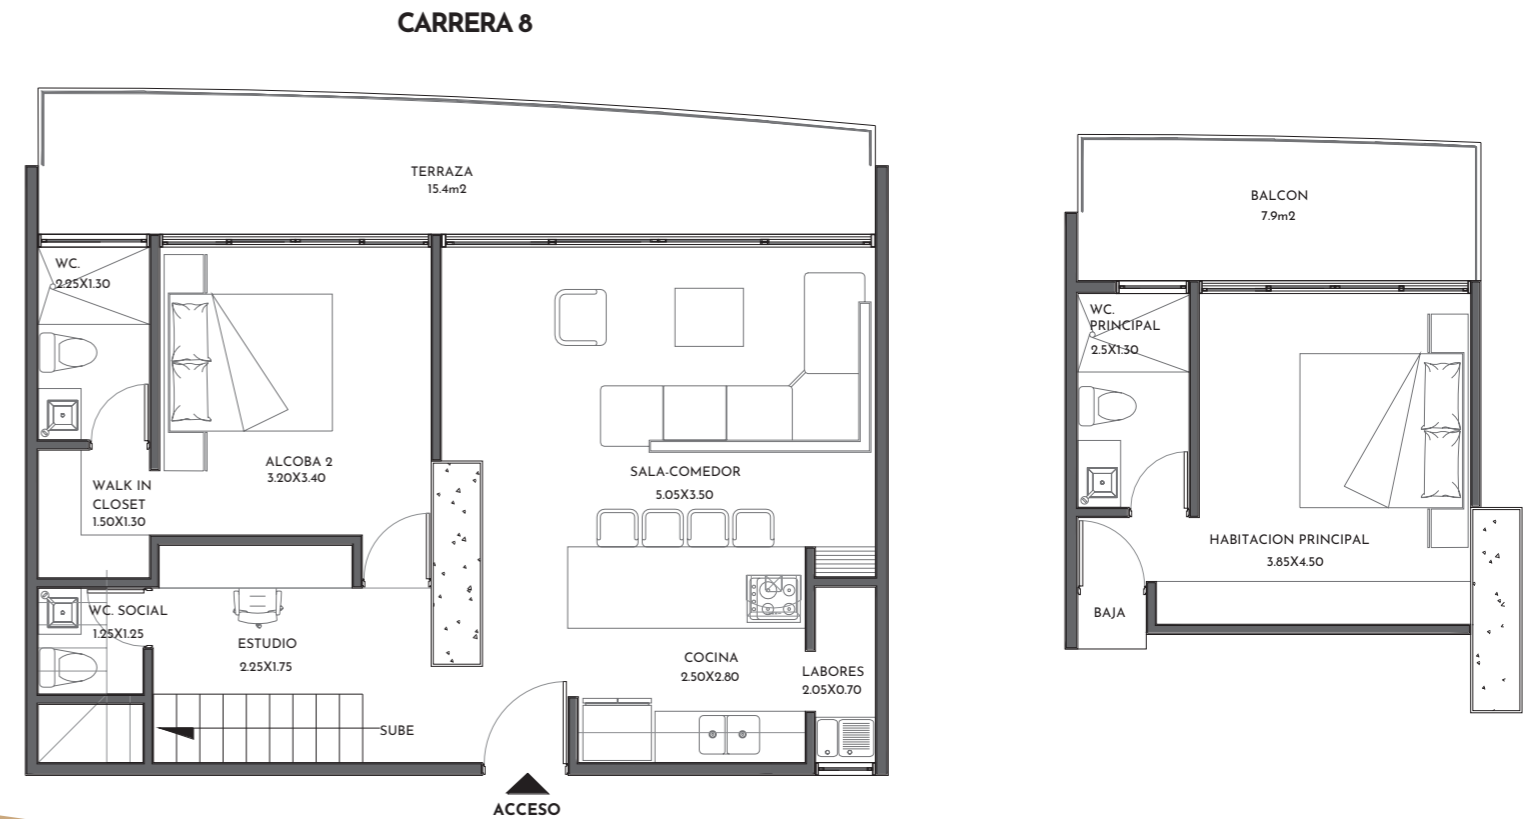 CARRERA 8
TERRAZA
15.4m2
WC.
2.25X1.30
ALCOBA 2
3.20X3.40
WALK IN
CLOSET
1.50X1.30
SALA-COMEDOR
5.05X3.50
WC. SOCIAL
1.25X1.25
ESTUDIO
2.25X1.75
COCINA
2.50X2.80
LABORES
2.05X0.70
SUBE
ACCESO
BALCON
7.9m2
WC.
PRINCIPAL
2.5X1.30
HABITACION PRINCIPAL
3.85X4.50
BAJA